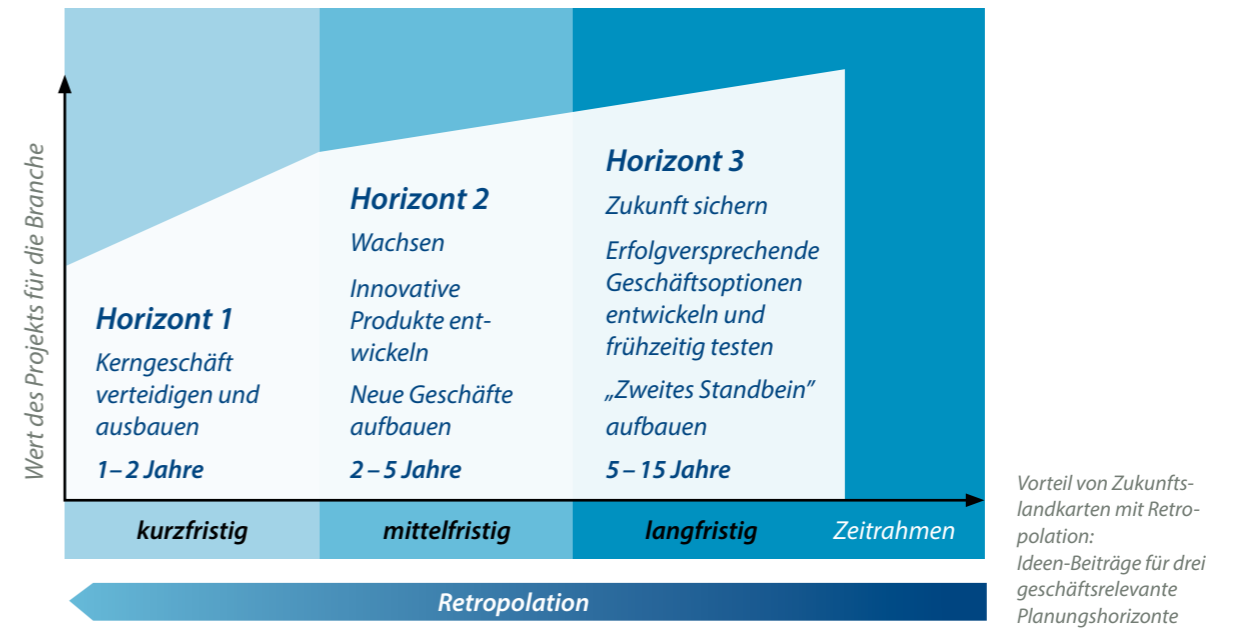 Wert des Projekts für die Branche
Horizont 1
Kerngeschäft
verteidigen und
ausbauen
1–2 Jahre
Horizont 2
Wachsen
Innovative
Produkte ent-
wickeln
Neue Geschäfte
aufbauen
2–5 Jahre
Horizont 3
Zukunft sichern
Erfolgversprechende
Geschäftsoptionen
entwickeln und
frühzeitig testen
„Zweites Standbein”
aufbauen
5–15 Jahre
kurzfristig
mittelfristig
langfristig
Zeitrahmen
Retropolation
Vorteil von Zukunfts-
landkarten mit Retro-
polation:
Ideen-Beiträge für drei
geschäftsrelevante
Planungshorizonte